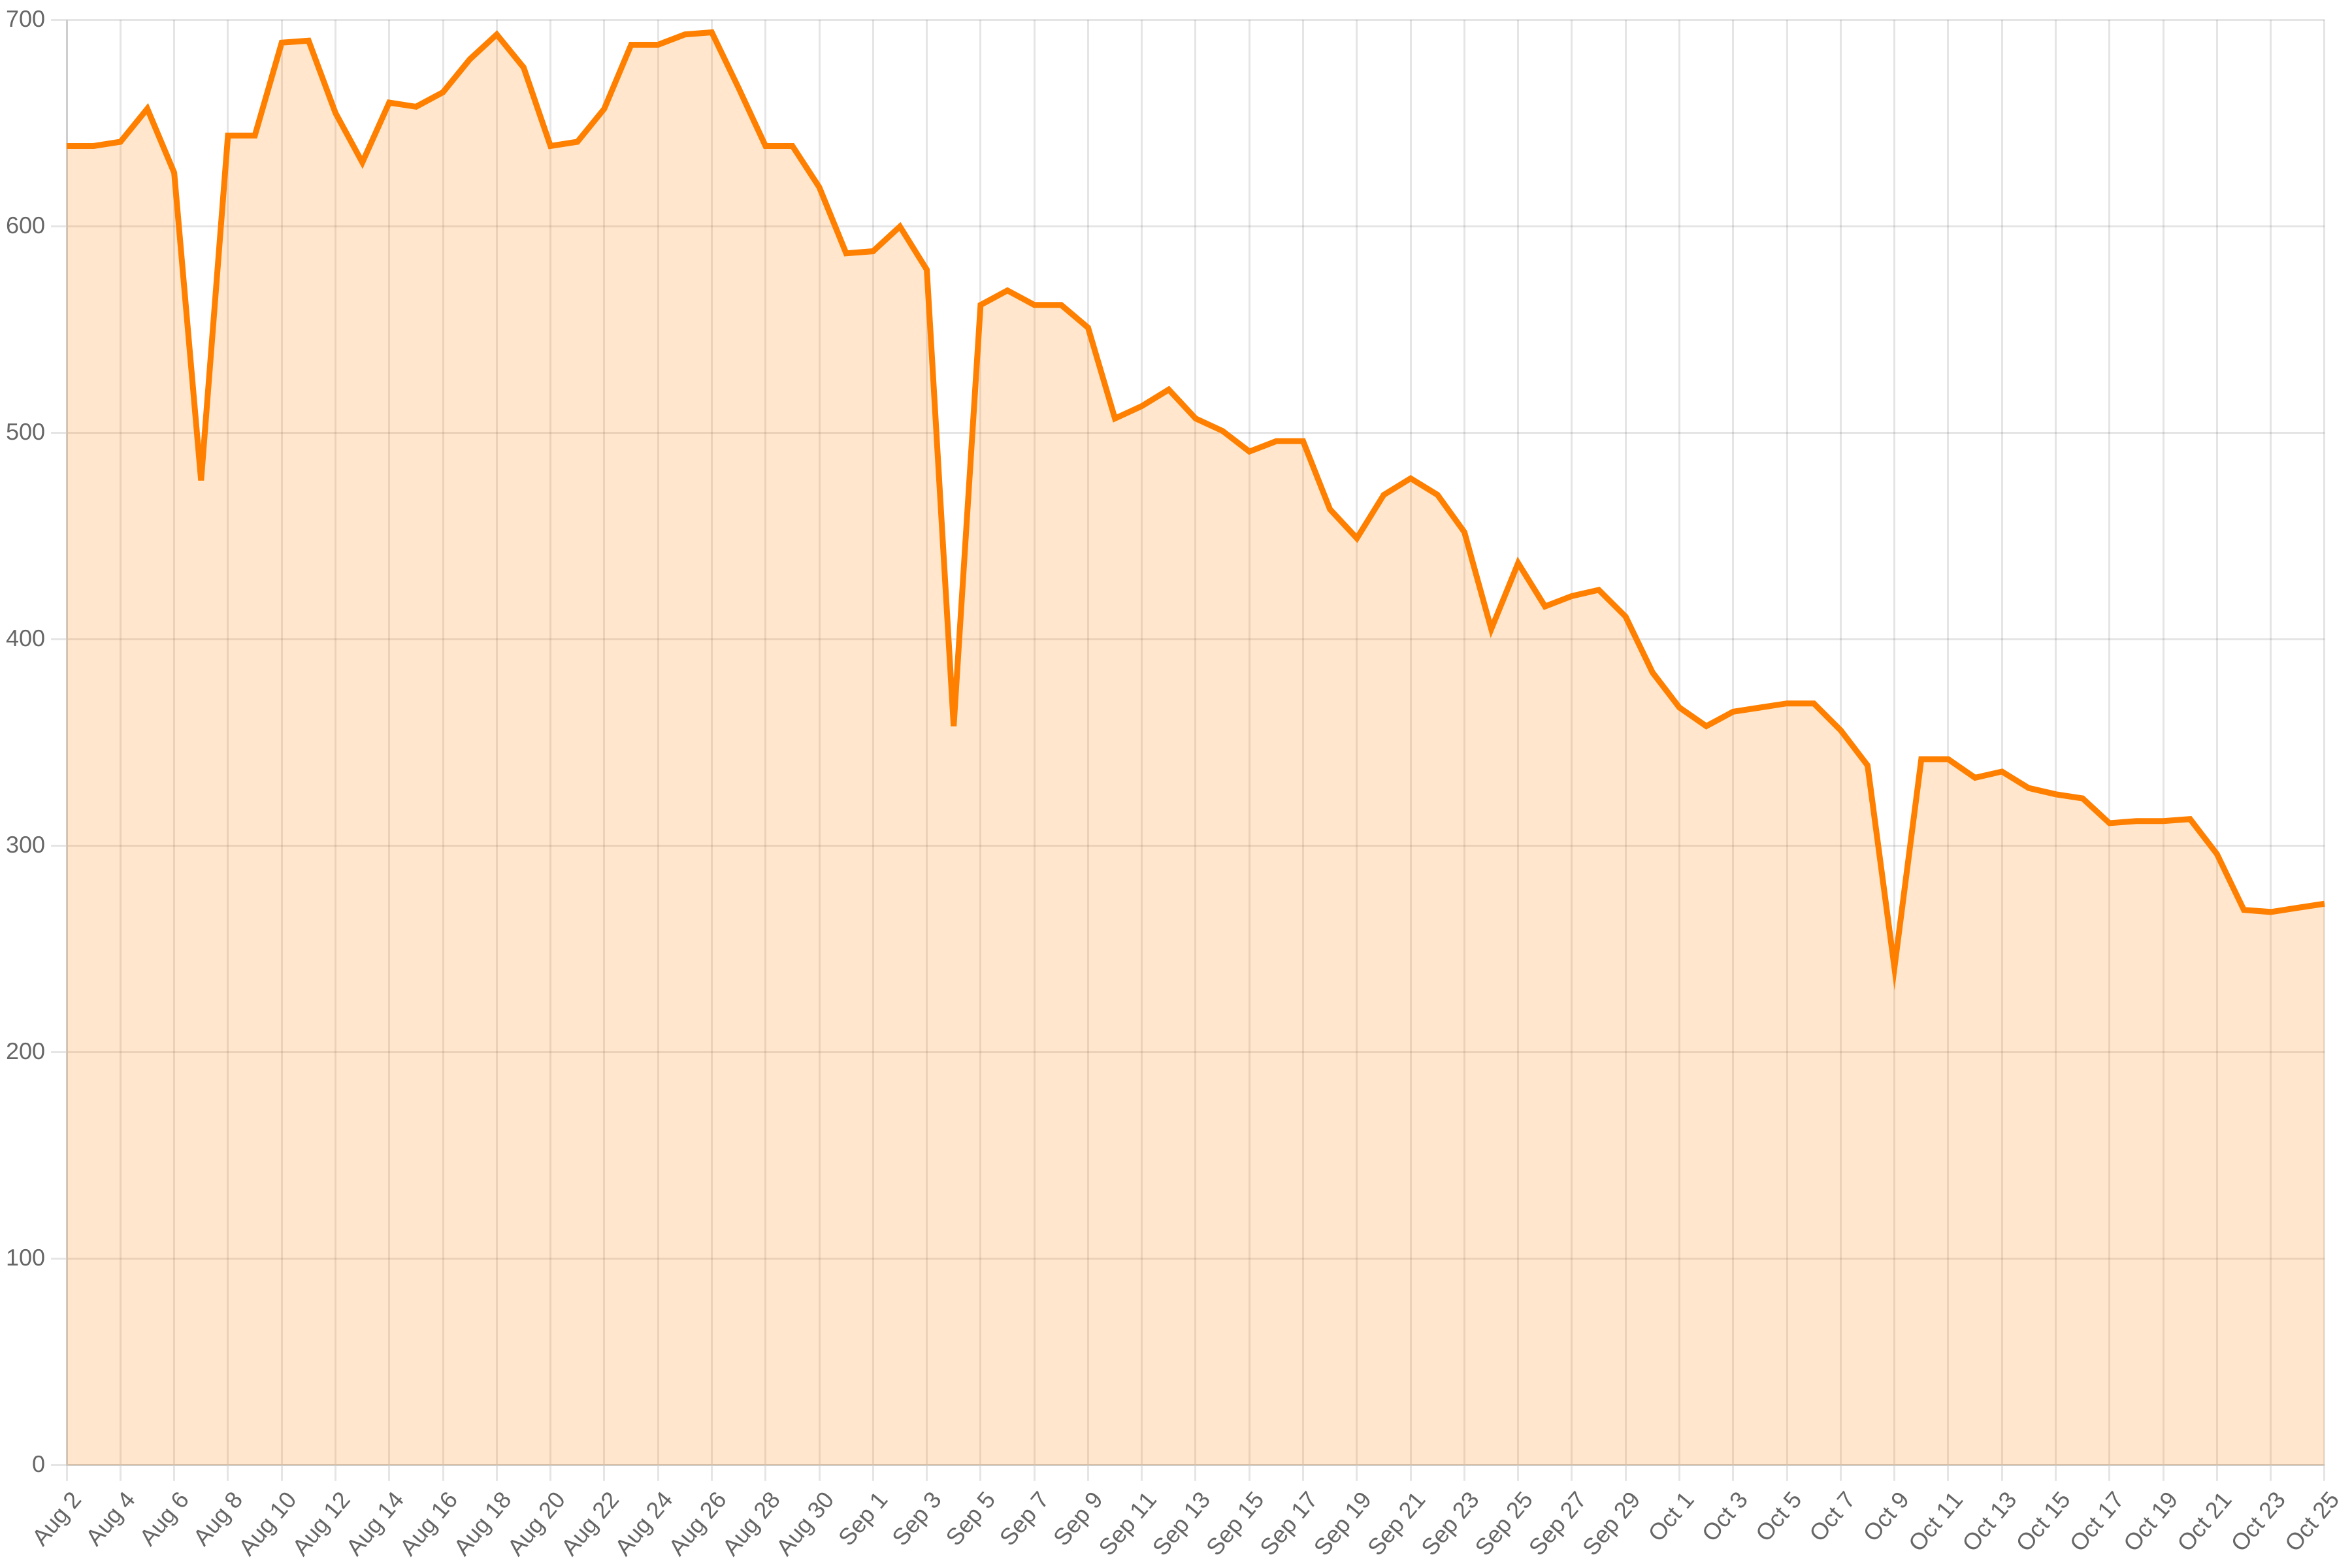 700
600
500
400
300
200
100
0
Aug 2
Aug 4
Aug 6
Aug 8
Aug 10
Aug 12
Aug 14
Aug 16
Aug 18
Aug 20
Aug 22
Aug 24
Aug 26
Aug 28
Aug 30
Sep 1
Sep 3
Sep 5
Sep 7
Sep 9
Sep 11
Sep 13
Sep 15
Sep 17
Sep 19
Sep 21
Sep 23
Sep 25
Sep 27
Sep 29
Oct 1
Oct 3
Oct 5
Oct 7
Oct 9
Oct 11
Oct 13
Oct 15
Oct 17
Oct 19
Oct 21
Oct 23
Oct 25